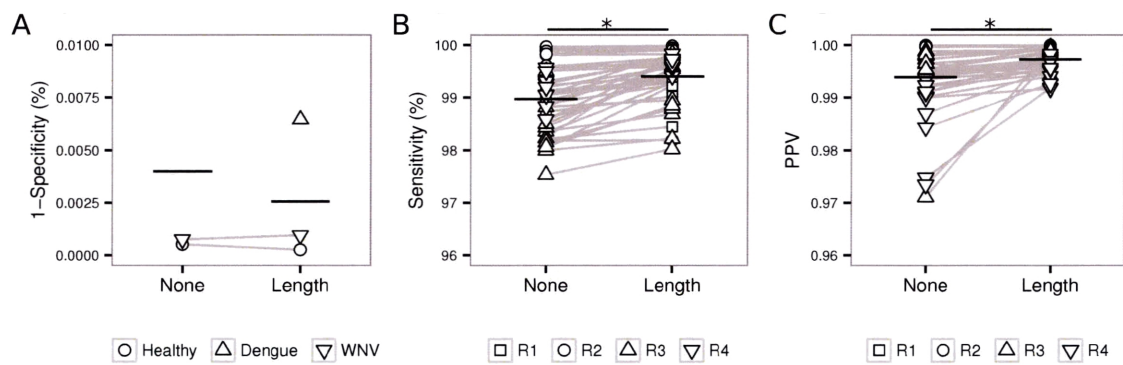 A
1−Specificity (%)
0.0100
0.0075
0.0050
0.0025
0.0000
None Length
Healthy Dengue WNV
B
*
Sensitivity (%)
100
99
98
97
96
None Length
R1 R2 R3 R4
C
*
PPV
1.00
0.99
0.98
0.97
0.96
None Length
R1 R2 R3 R4